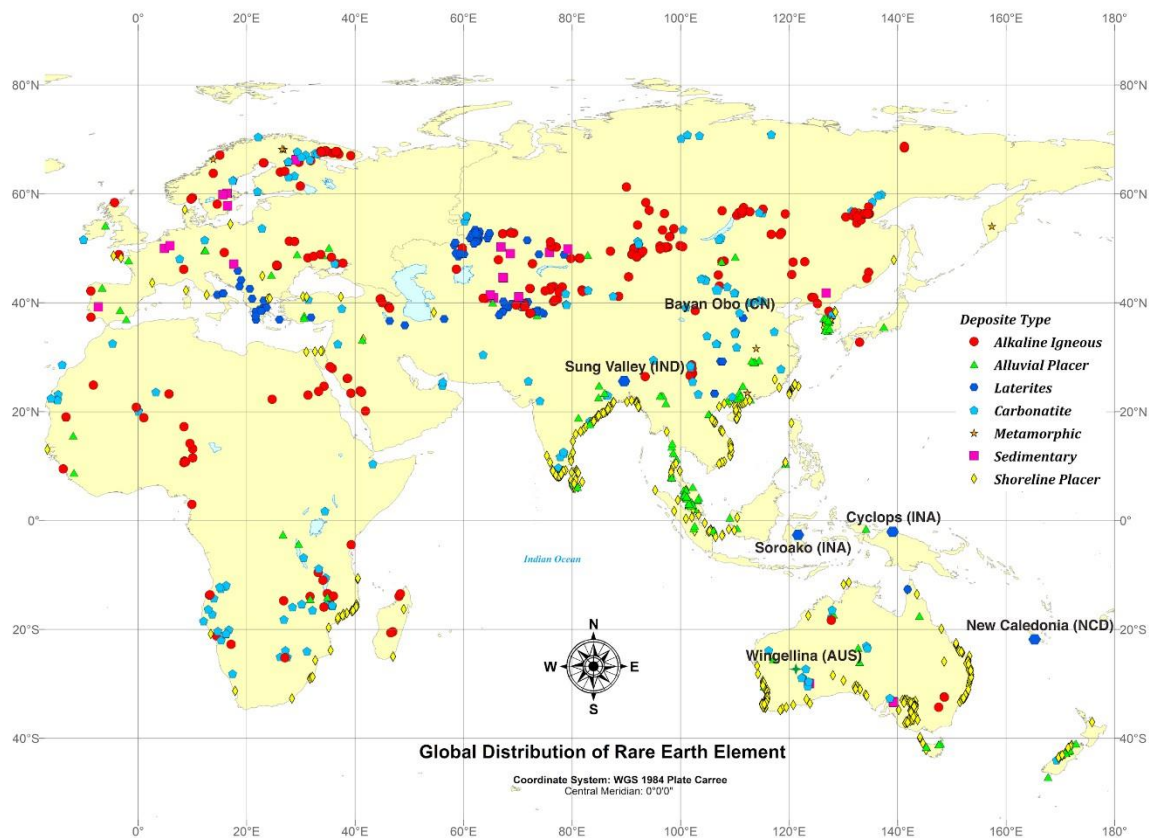 0° 20°E 40°E 60°E 80°E 100°E 120°E 140°E 160°E 180°
80°N 80°N
60°N 60°N
40°N 40°N
Bayan Obo (CN)
Deposite Type
Alkaline Igneous
Alluvial Placer
Laterites
Carbonatite
Metamorphic
Sedimentary
Shoreline Placer
Sung Valley (IND)
20°N 20°N
0° 0°
Cyclops (INA)
Soroako (INA)
Indian Ocean
20°S 20°S
New Caledonia (NCD)
Wingellina (AUS)
N
W E
S
40°S 40°S
Global Distribution of Rare Earth Element
Coordinate System: WGS 1984 Plate Carree
Central Meridian: 0°0'0"
0° 20°E 40°E 60°E 80°E 100°E 120°E 140°E 160°E 180°